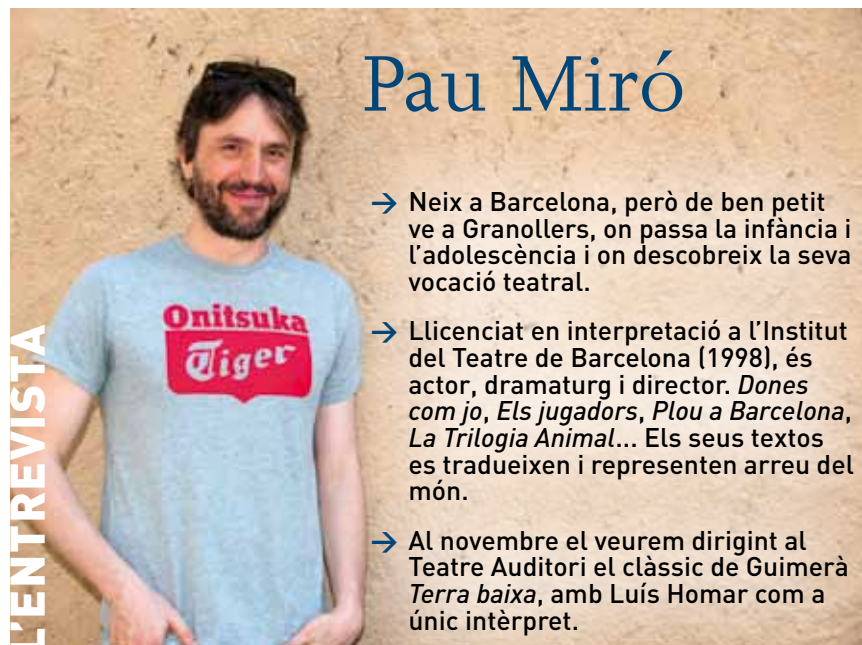 Pau Miró
→ Neix a Barcelona, però de ben petit
ve a Granollers, on passa la infància i
l'adolescència i on descobreix la seva
vocació teatral.
→ Llicenciat en interpretació a l'Institut
del Teatre de Barcelona (1998), és
actor, dramaturg i director. Dones
com jo, Els jugadors, Plou a Barcelona,
La Trilogia Animal... Els seus textos
es tradueixen i representen arreu del
món.
→ Al novembre el veurem dirigint al
Teatre Auditori el clàssic de Guimerà
Terra baixa, amb Luís Homar com a
únic intèrpret.
L'ENTREVISTA
Onitsuka
Tiger